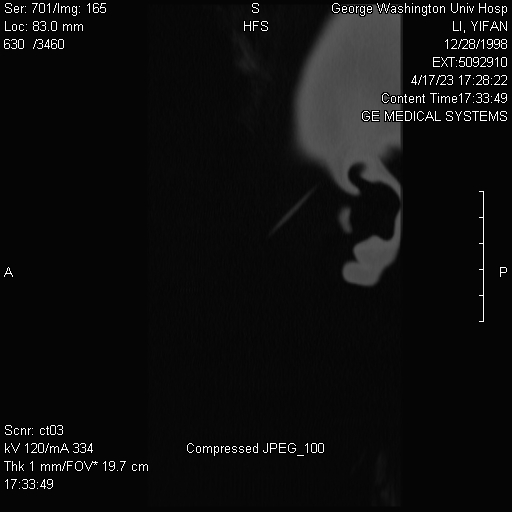 Ser: 701/Img: 165
Loc: 83.0 mm
630 /3460
S
HFS
George Washington Univ Hosp
LI, YIFAN
12/28/1998
EXT:5092910
4/17/23 17:28:22
Content Time17:33:49
GE MEDICAL SYSTEMS
A
P
Scnr: ct03
kV 120/mA 334
Thk 1 mm/FOV* 19.7 cm
17:33:49
Compressed JPEG_100